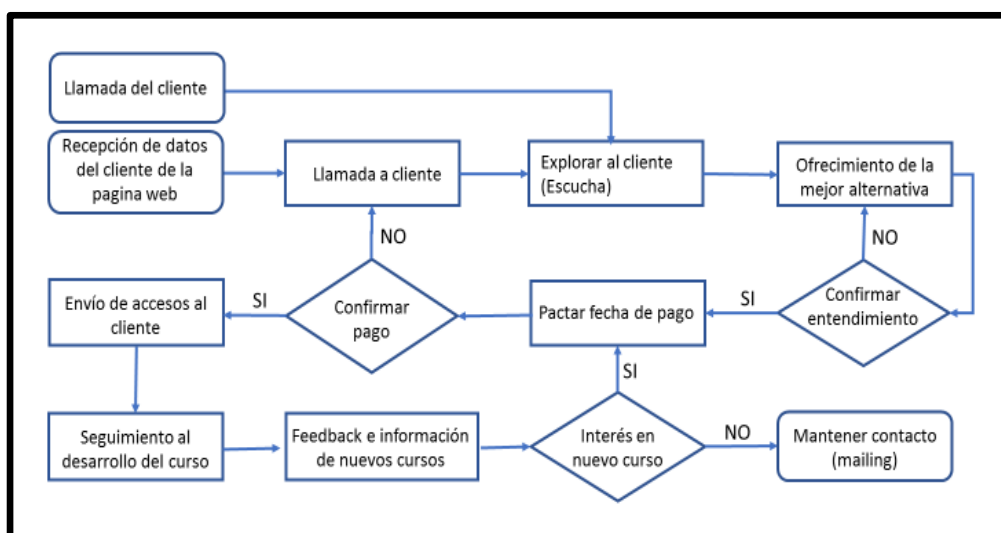 Llamada del cliente
Recepción de datos
del cliente de la
pagina web
Llamada a cliente
Explorar al cliente
(Escucha)
Ofrecimiento de la
mejor alternativa
NO
NO
Envío de accesos al
cliente
SI
Confirmar
pago
Pactar fecha de pago
SI
Confirmar
entendimiento
SI
Seguimiento al
desarrollo del curso
Feedback e información
de nuevos cursos
Interés en
nuevo curso
NO
Mantener contacto
(mailing)